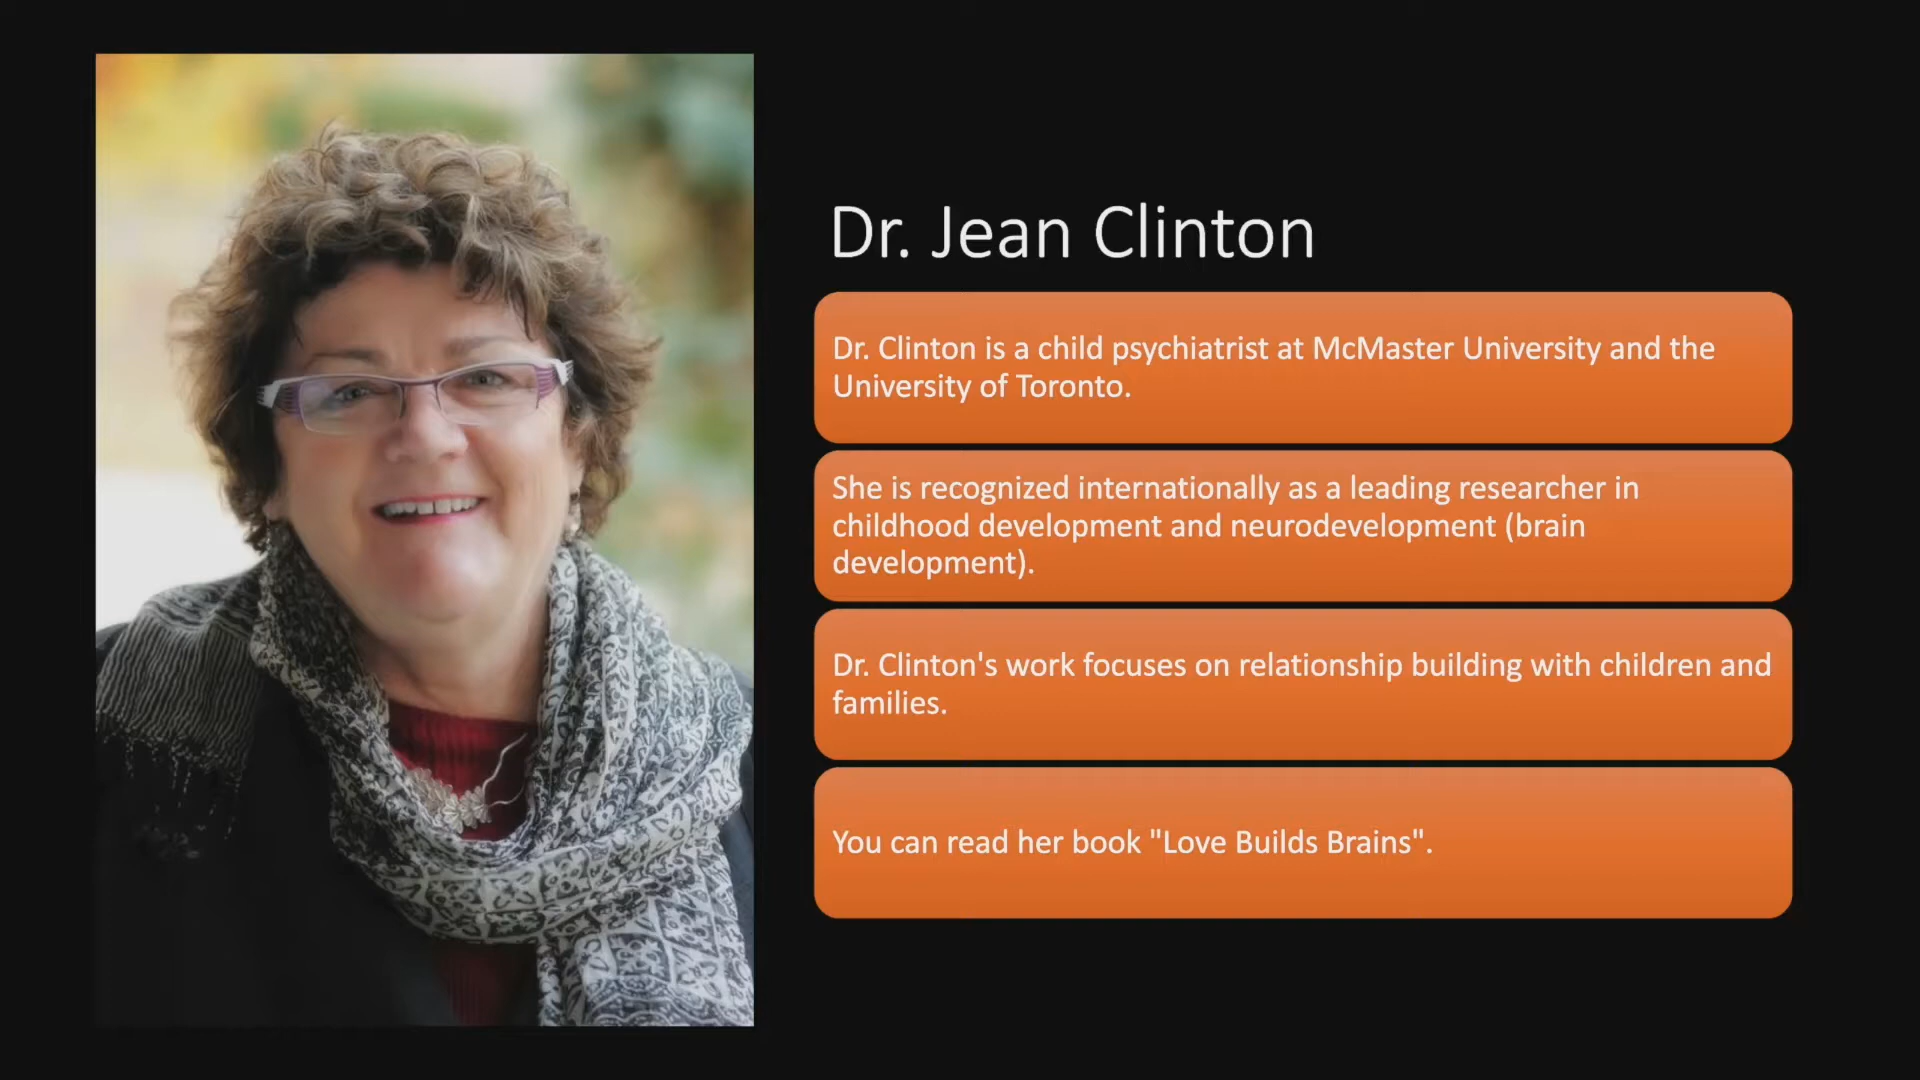 Dr. Jean Clinton
Dr. Clinton is a child psychiatrist at McMaster University and the
University of Toronto.
She is recognized internationally as a leading researcher in
childhood development and neurodevelopment (brain
development).
Dr. Clinton's work focuses on relationship building with children and
families.
You can read her book "Love Builds Brains".